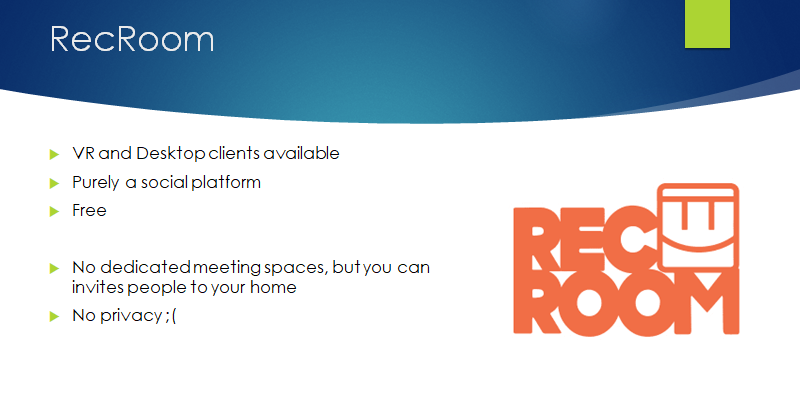 RecRoom
VR and Desktop clients available
Purely a social platform
Free
No dedicated meeting spaces, but you can
invites people to your home
No privacy ;(
REC
ROOM